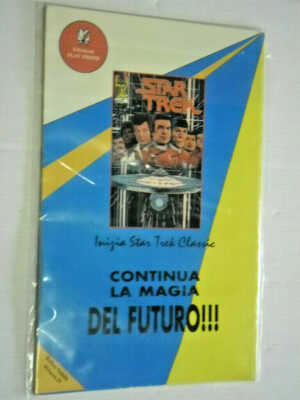 Edizioni
PLAY PRESS
STAR
TREK
Inizia Star Trek Classic
CONTINUA
LA MAGIA
DEL FUTURO!!!